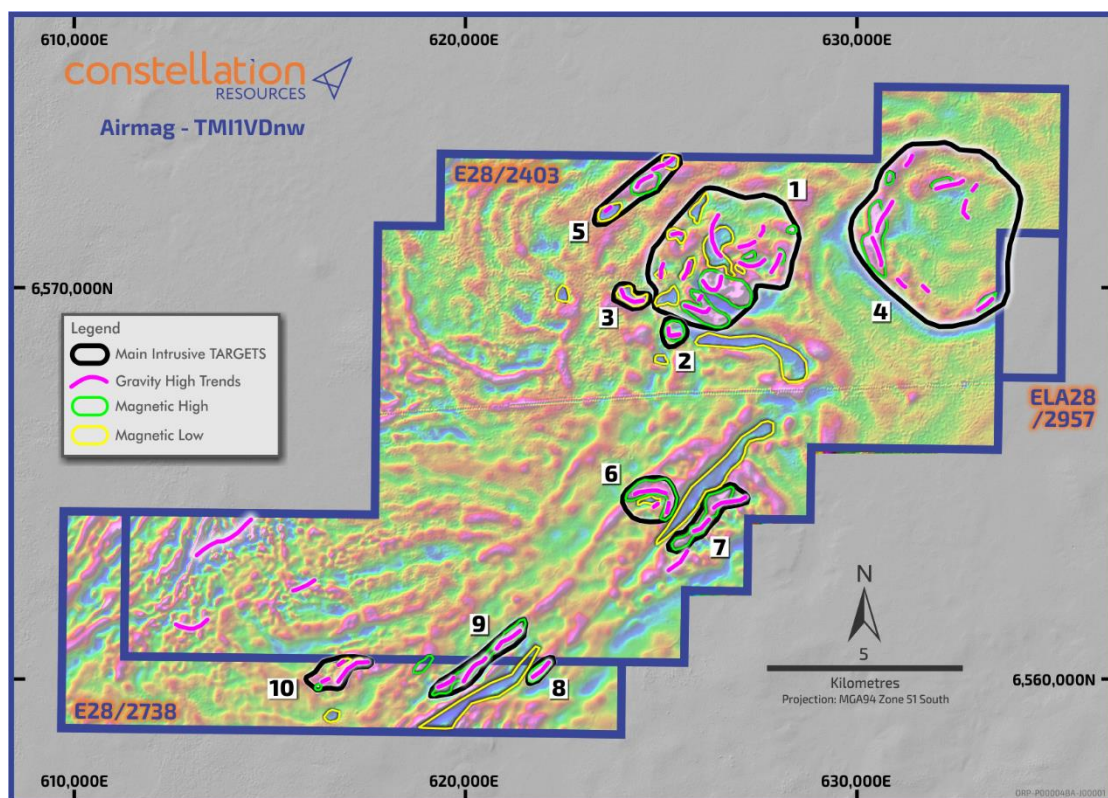 610,000E
620,000E
630,000E
constellation
RESOURCES
Airmag - TMI1VDnw
E28/2403
1
5
6,570,000N
3
4
2
Legend
Main Intrusive TARGETS
Gravity High Trends
Magnetic High
Magnetic Low
ELA28
/2957
6
7
N
9
5
10
8
Kilometres
Projection: MGA94 Zone 51 South
6,560,000N
E28/2738
610,000E
620,000E
630,000E